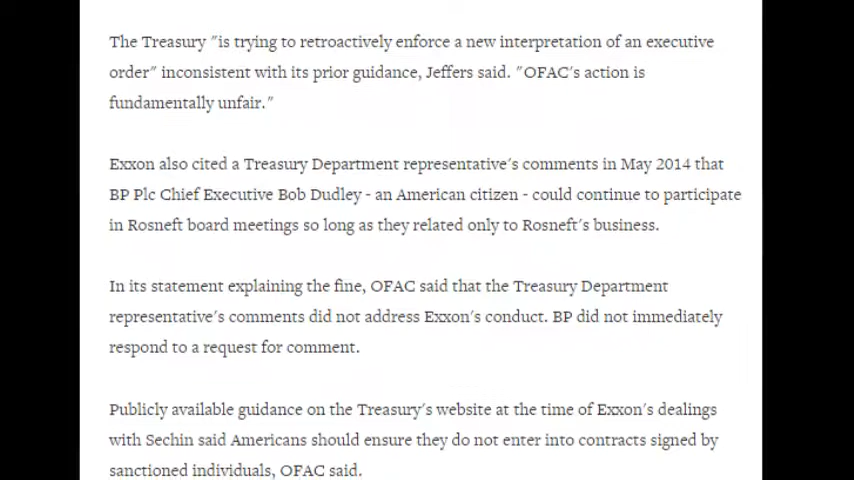 The Treasury "is trying to retroactively enforce a new interpretation of an executive
order" inconsistent with its prior guidance, Jeffers said. "OFAC's action is
fundamentally unfair."
Exxon also cited a Treasury Department representative's comments in May 2014 that
BP Plc Chief Executive Bob Dudley - an American citizen - could continue to participate
in Rosneft board meetings so long as they related only to Rosneft's business.
In its statement explaining the fine, OFAC said that the Treasury Department
representative's comments did not address Exxon's conduct. BP did not immediately
respond to a request for comment.
Publicly available guidance on the Treasury's website at the time of Exxon's dealings
with Sechin said Americans should ensure they do not enter into contracts signed by
sanctioned individuals, OFAC said.